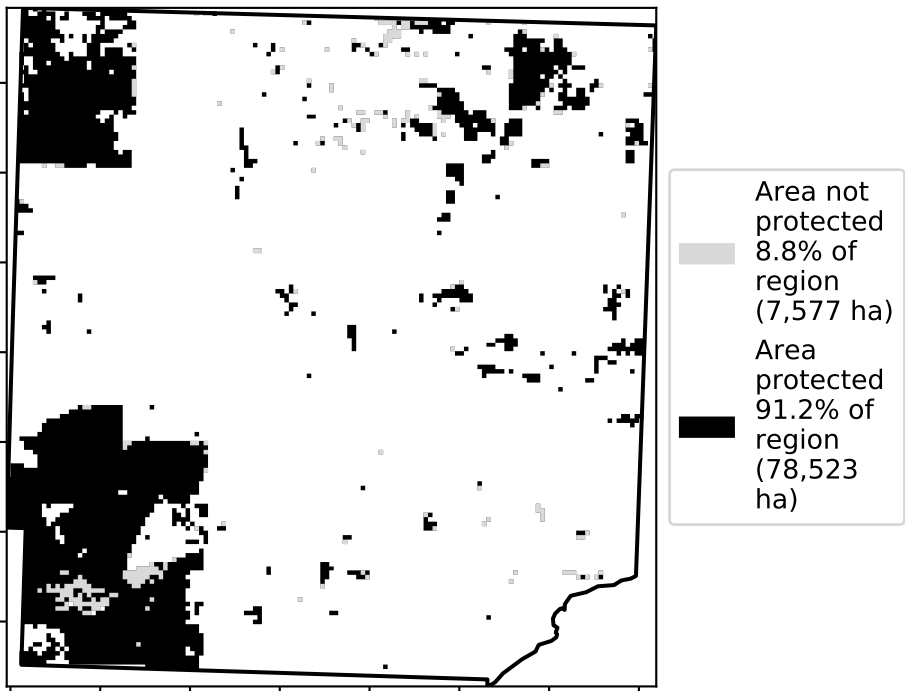 Area not
protected
8.8% of
region
(7,577 ha)
Area
protected
91.2% of
region
(78,523
ha)